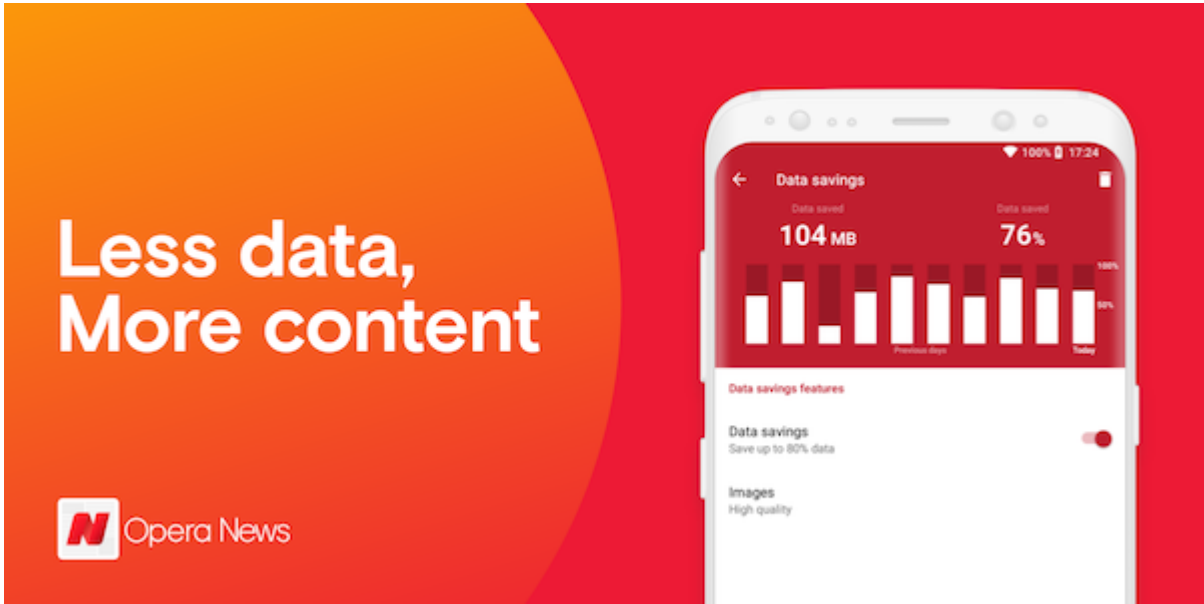 Less data,
More content
Opera News
100% 17:24
Data savings
Data saved Data saved
104 MB 76%
100%
50%
Previous days Today
Data savings features
Data savings
Save up to 80% data
Images
High quality